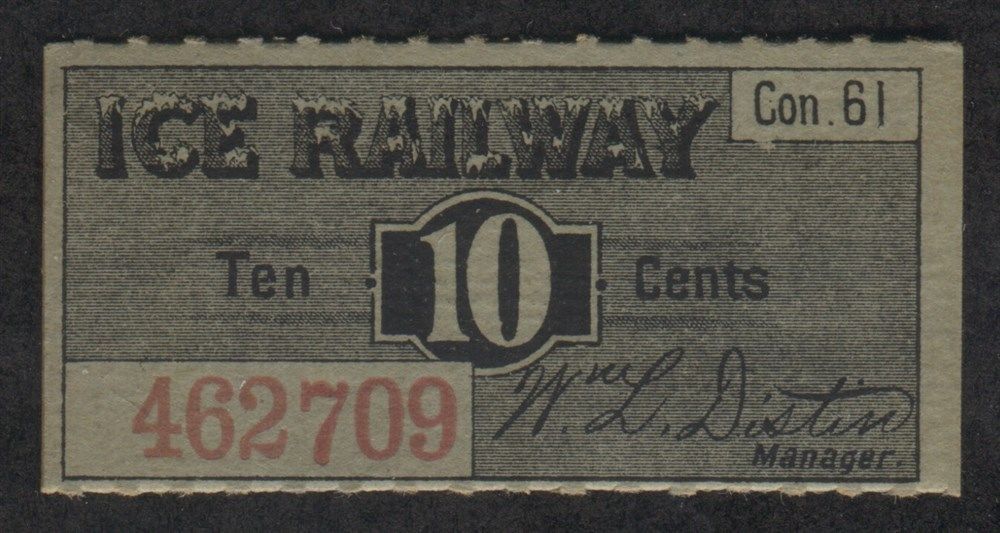 ICE RAILWAY
Con. 61
Ten 10 Cents
462709
Wm L. Distin
Manager.